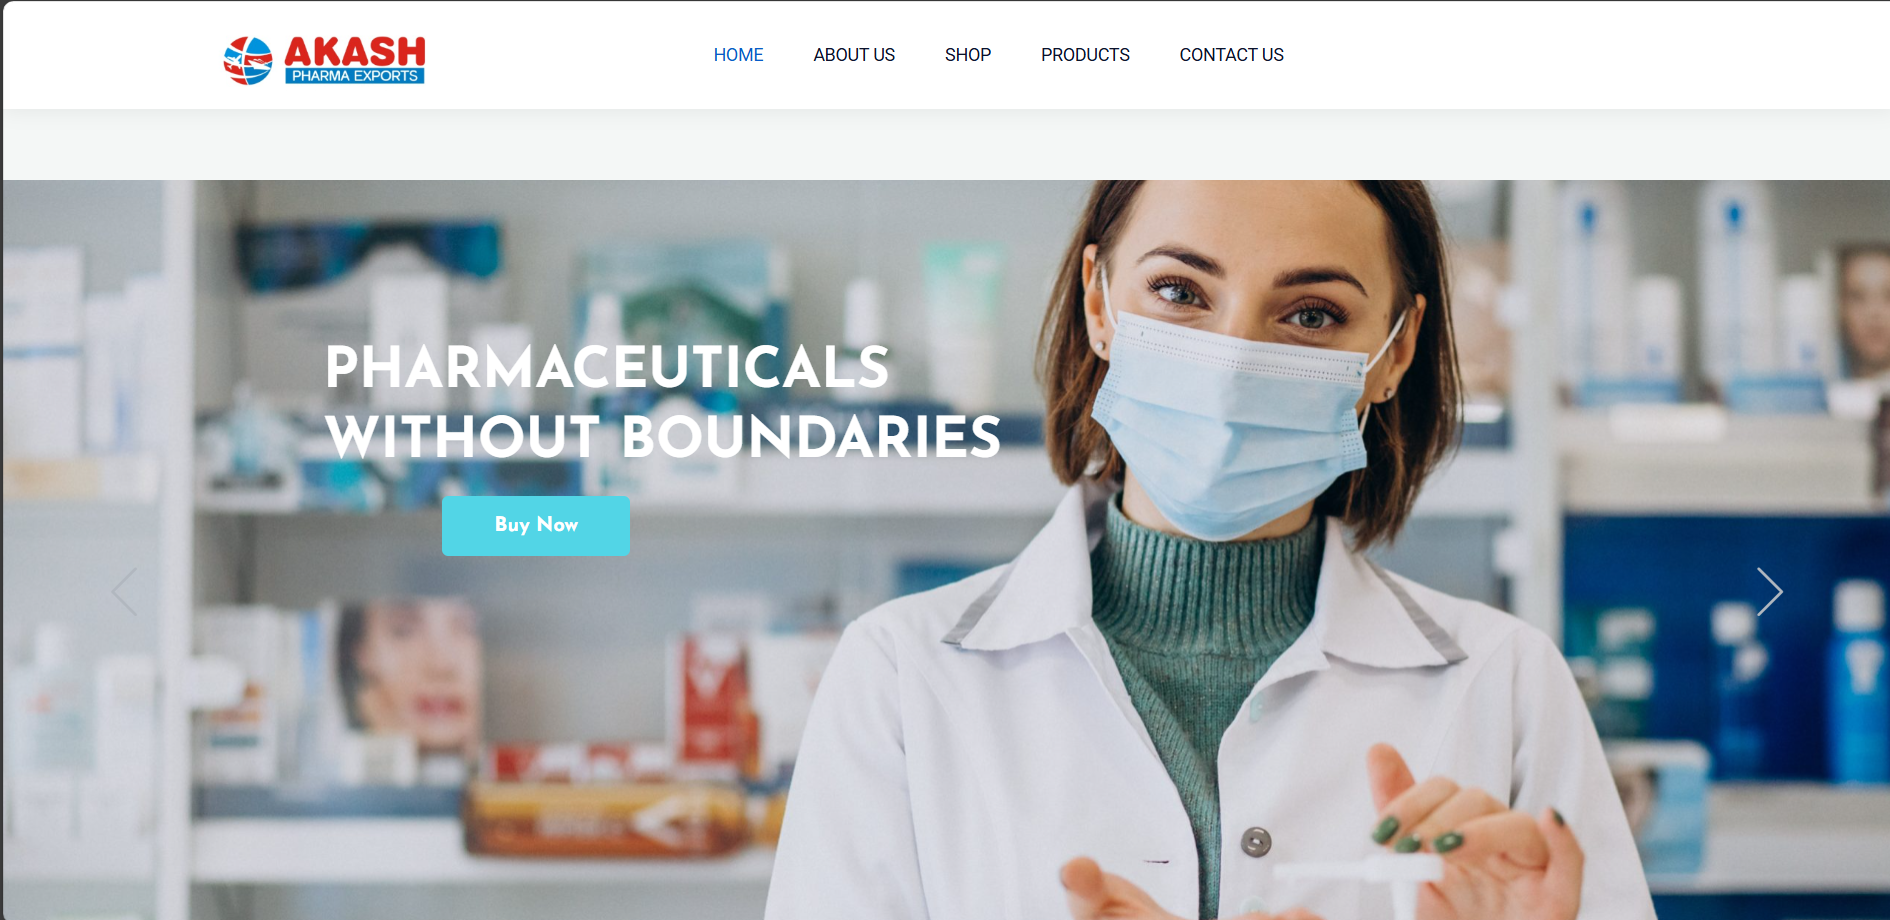 AKASH
PHARMA EXPORTS
HOME
ABOUT US
SHOP
PRODUCTS
CONTACT US
PHARMACEUTICALS
WITHOUT BOUNDARIES
Buy Now